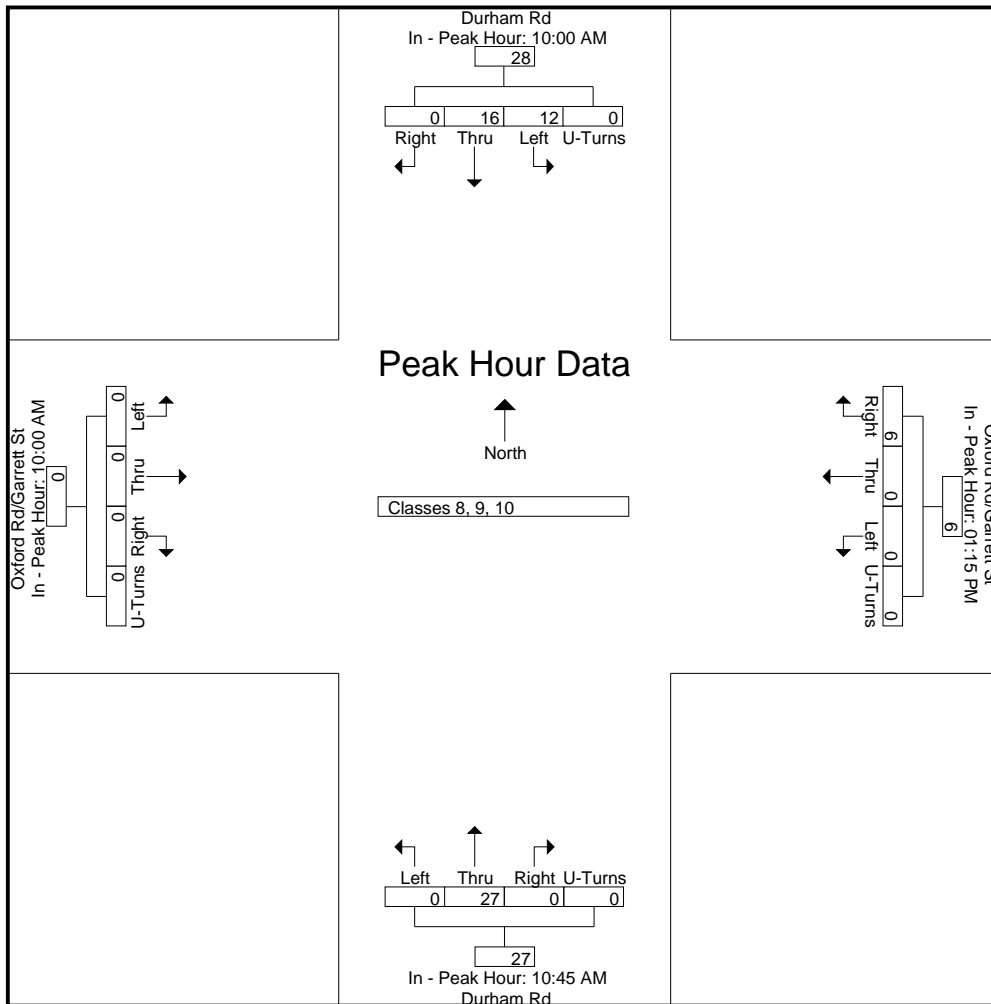 Durham Rd
In - Peak Hour: 10:00 AM
28
0 16 12 0
Right Thru Left U-Turns
Peak Hour Data
North
Classes 8, 9, 10
Oxford Rd/Garrett St
In - Peak Hour: 10:00 AM
0
0 0 0 0
Left Thru Right U-Turns
Oxford Rd/Garrett St
In - Peak Hour: 01:15 PM
6
6 0 0 0
Right Thru Left U-Turns
Left Thru Right U-Turns
0 27 0 0
27
In - Peak Hour: 10:45 AM
Durham Rd